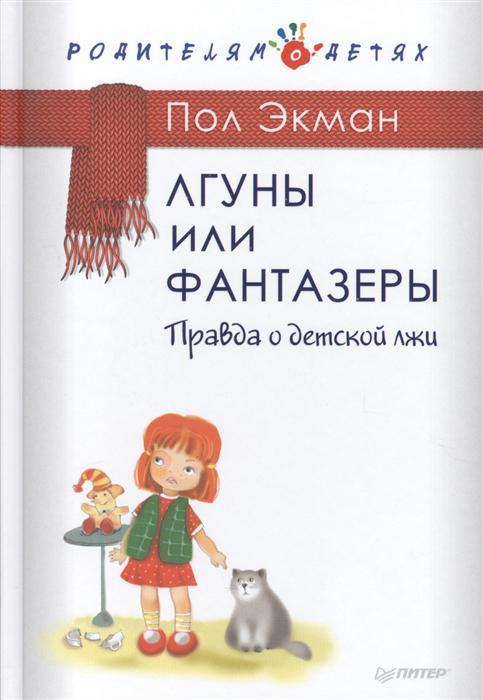 РОДИТЕЛЯМ О ДЕТЯХ
Пол Экман
ЛГУНЫ
ИЛИ
ФАНТАЗЕРЫ
Правда о детской лжи
ПИТЕР